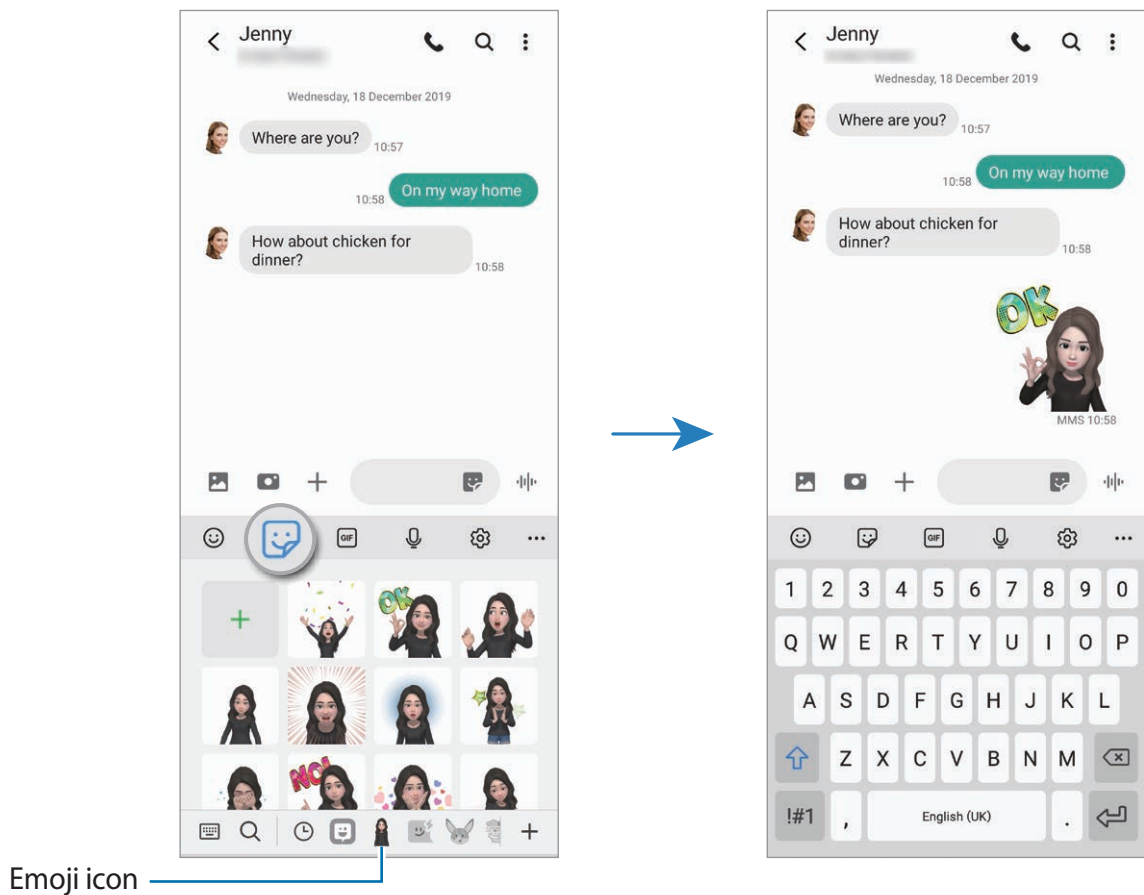 Jenny
Wednesday, 18 December 2019
Where are you?
10:57
10:58
On my way home
How about chicken for
dinner?
10:58
GIF
OK
NO!
Emoji icon
Jenny
Wednesday, 18 December 2019
Where are you?
10:57
10:58
On my way home
How about chicken for
dinner?
10:58
OK
MMS 10:58
GIF
1 2 3 4 5 6 7 8 9 0
Q W E R T Y U I O P
A S D F G H J K L
Z X C V B N M
!#1 , English (UK) .